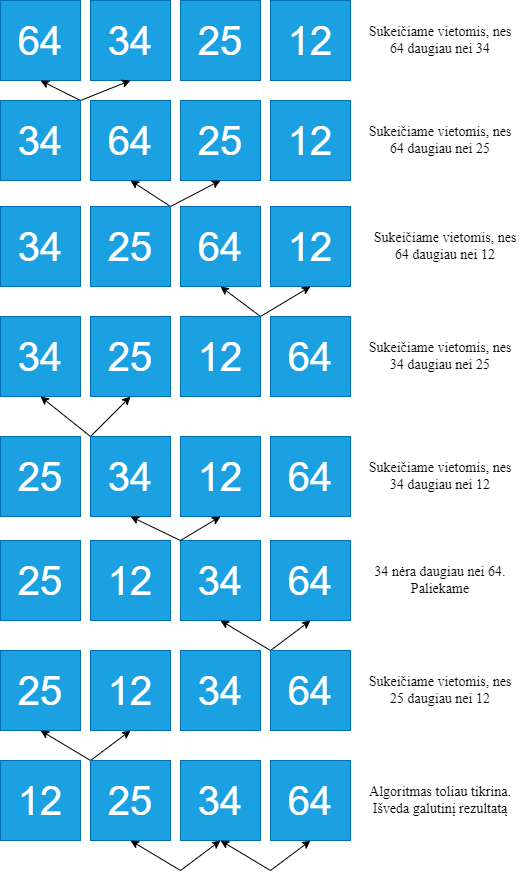 64 34 25 12
Sukeičiame vietomis, nes
64 daugiau nei 34
34 64 25 12
Sukeičiame vietomis, nes
64 daugiau nei 25
34 25 64 12
Sukeičiame vietomis, nes
64 daugiau nei 12
34 25 12 64
Sukeičiame vietomis, nes
34 daugiau nei 25
25 34 12 64
Sukeičiame vietomis, nes
34 daugiau nei 12
25 12 34 64
34 nėra daugiau nei 64.
Paliekame
25 12 34 64
Sukeičiame vietomis, nes
25 daugiau nei 12
12 25 34 64
Algoritmas toliau tikrina.
Išveda galutinį rezultatą